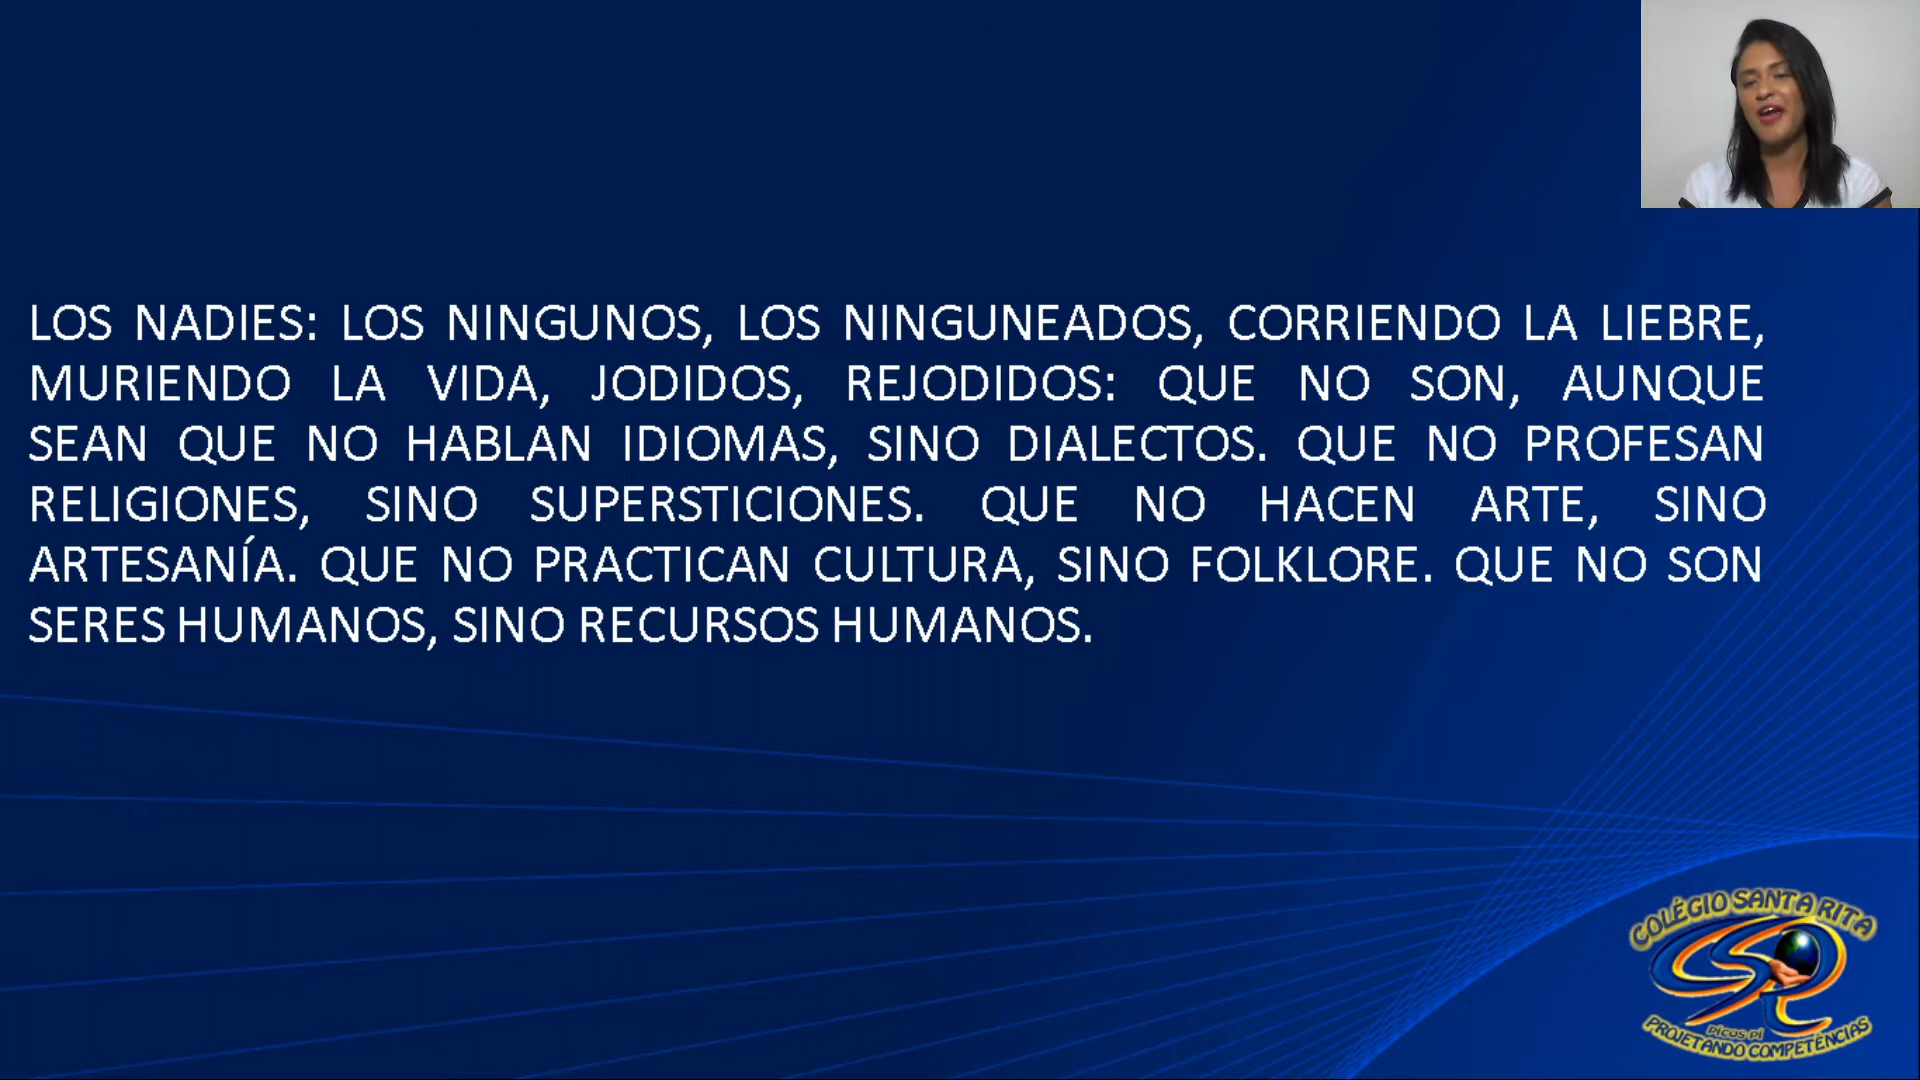 LOS NADIES: LOS NINGUNOS, LOS NINGUNEADOS, CORRIENDO LA LIEBRE,
MURIENDO LA VIDA, JODIDOS, REJODIDOS: QUE NO SON, AUNQUE
SEAN QUE NO HABLAN IDIOMAS, SINO DIALECTOS. QUE NO PROFESAN
RELIGIONES, SINO SUPERSTICIONES. QUE NO HACEN ARTE, SINO
ARTESANÍA. QUE NO PRACTICAN CULTURA, SINO FOLKLORE. QUE NO SON
SERES HUMANOS, SINO RECURSOS HUMANOS.
COLÉGIO SANTA RITA
PICOS-PI
PROJETANDO COMPETÊNCIAS